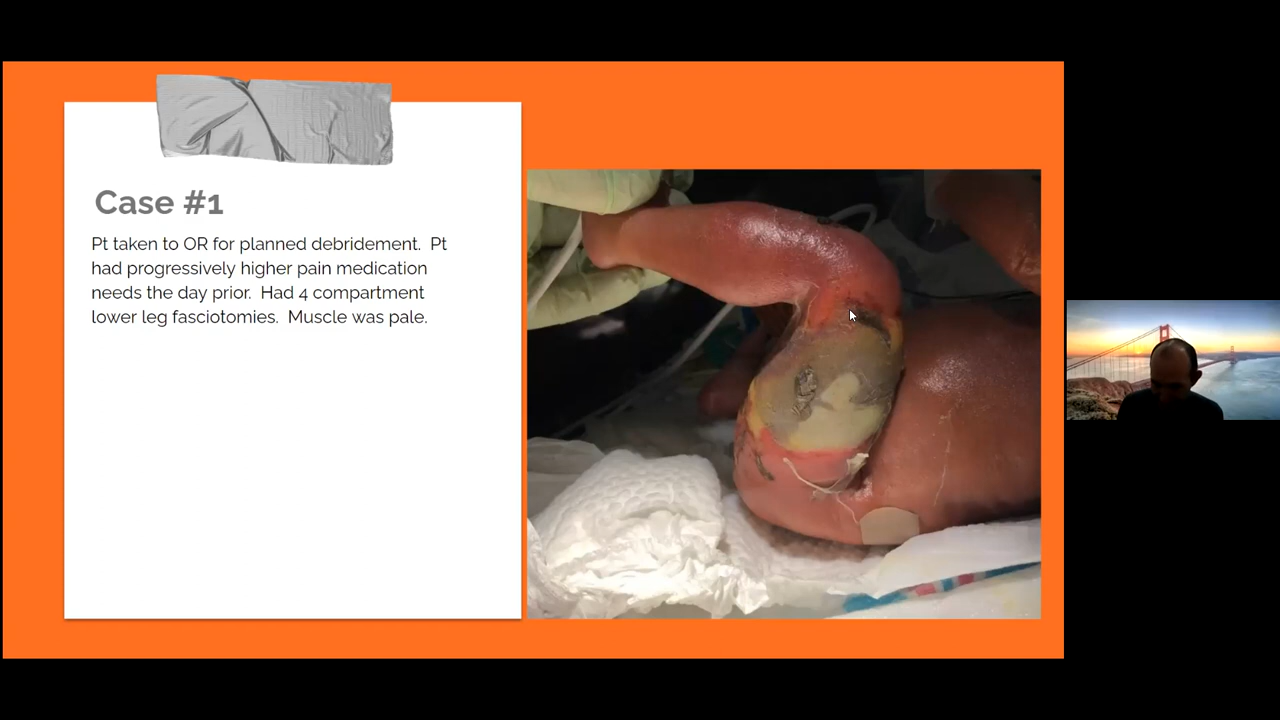 Case #1
Pt taken to OR for planned debridement.  Pt
had progressively higher pain medication
needs the day prior.  Had 4 compartment
lower leg fasciotomies.  Muscle was pale.